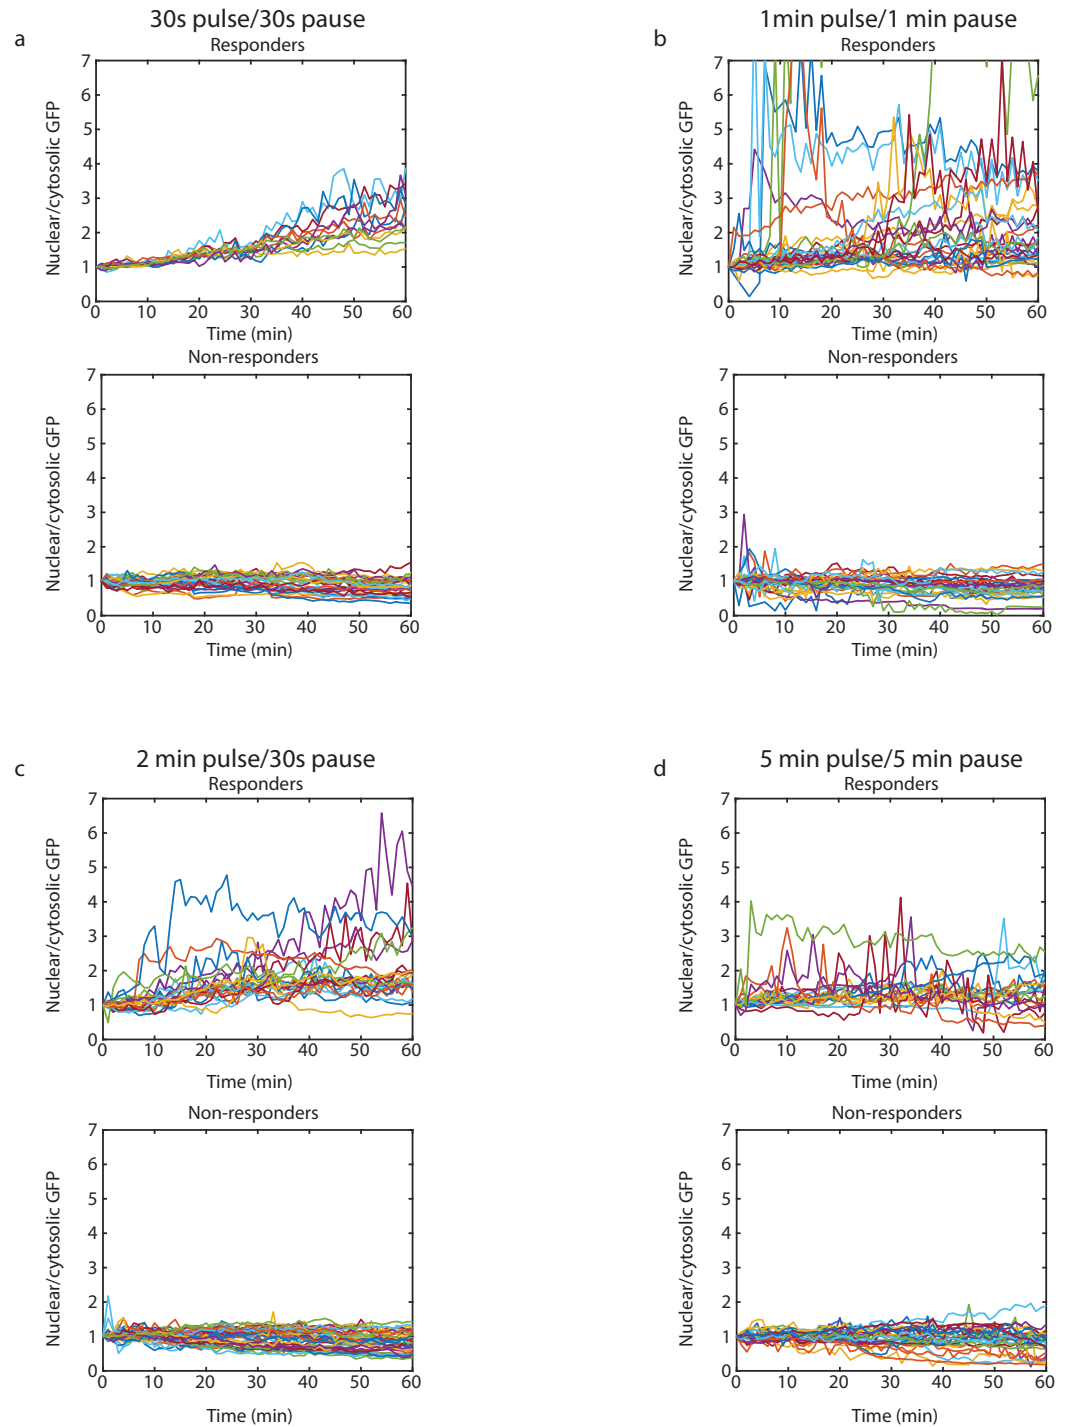 a
30s pulse/30s pause
Responders
Nuclear/cytosolic GFP
7
6
5
4
3
2
1
0
0 10 20 30 40 50 60
Time (min)
Non-responders
Nuclear/cytosolic GFP
7
6
5
4
3
2
1
0
0 10 20 30 40 50 60
Time (min)
b
1min pulse/1 min pause
Responders
Nuclear/cytosolic GFP
7
6
5
4
3
2
1
0
0 10 20 30 40 50 60
Time (min)
Non-responders
Nuclear/cytosolic GFP
7
6
5
4
3
2
1
0
0 10 20 30 40 50 60
Time (min)
c
2 min pulse/30s pause
Responders
Nuclear/cytosolic GFP
7
6
5
4
3
2
1
0
0 10 20 30 40 50 60
Time (min)
Non-responders
Nuclear/cytosolic GFP
7
6
5
4
3
2
1
0
0 10 20 30 40 50 60
Time (min)
d
5 min pulse/5 min pause
Responders
Nuclear/cytosolic GFP
7
6
5
4
3
2
1
0
0 10 20 30 40 50 60
Time (min)
Non-responders
Nuclear/cytosolic GFP
7
6
5
4
3
2
1
0
0 10 20 30 40 50 60
Time (min)